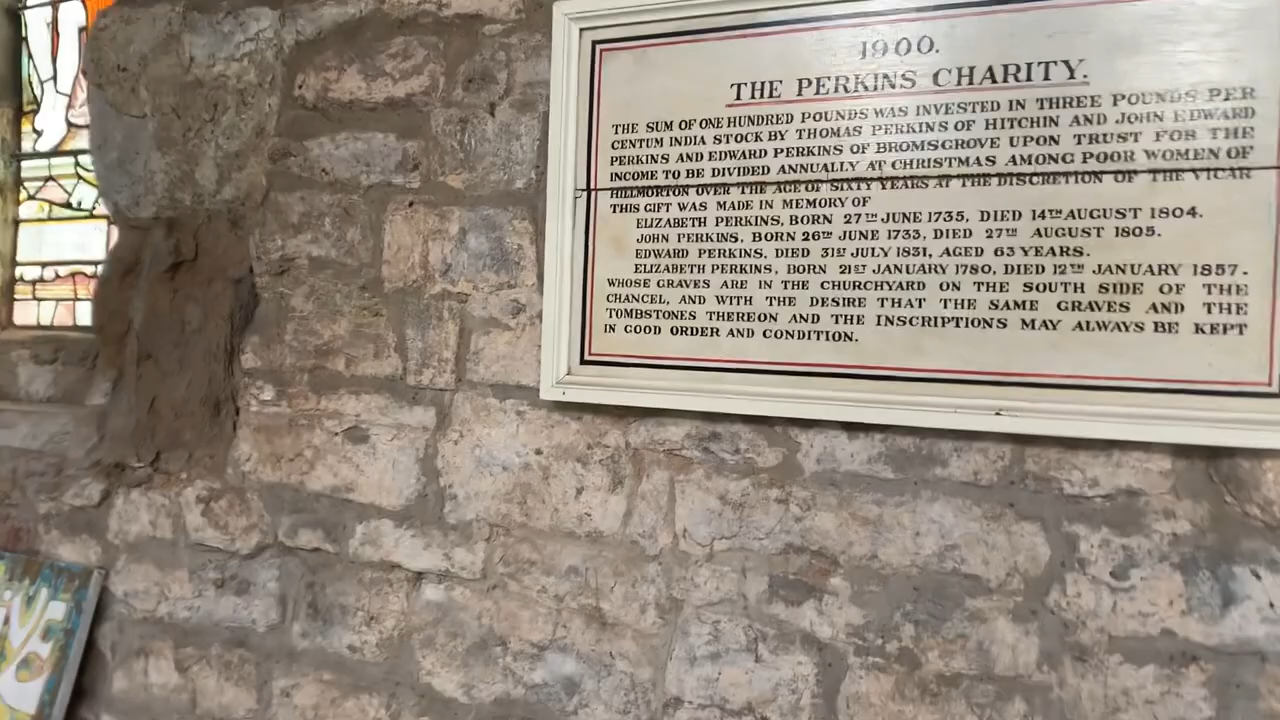 1900.
THE PERKINS CHARITY.
THE SUM OF ONE HUNDRED POUNDS WAS INVESTED IN THREE POUNDS PER
CENTUM INDIA STOCK BY THOMAS PERKINS OF HITCHIN AND JOHN EDWARD
PERKINS AND EDWARD PERKINS OF BROMSGROVE UPON TRUST FOR THE
INCOME TO BE DIVIDED ANNUALLY AT CHRISTMAS AMONG POOR WOMEN OF
HILLMORTON OVER THE AGE OF SIXTY YEARS AT THE DISCRETION OF THE VICAR
THIS GIFT WAS MADE IN MEMORY OF
ELIZABETH PERKINS, BORN 27TH JUNE 1735, DIED 14TH AUGUST 1804.
JOHN PERKINS, BORN 26TH JUNE 1733, DIED 27TH AUGUST 1805.
EDWARD PERKINS, DIED 31ST JULY 1831, AGED 63 YEARS.
ELIZABETH PERKINS, BORN 21ST JANUARY 1780, DIED 12TH JANUARY 1857.
WHOSE GRAVES ARE IN THE CHURCHYARD ON THE SOUTH SIDE OF THE
CHANCEL, AND WITH THE DESIRE THAT THE SAME GRAVES AND THE
TOMBSTONES THEREON AND THE INSCRIPTIONS MAY ALWAYS BE KEPT
IN GOOD ORDER AND CONDITION.